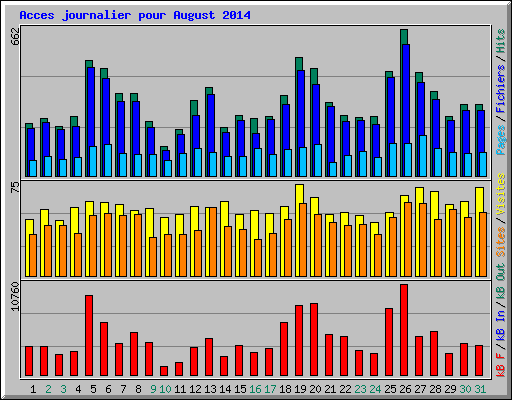 Acces journalier pour August 2014
662
75
10760
Pages / Fichiers / Hits
Sites / Visites
kB F / kB In / kB Out
1 2 3 4 5 6 7 8 9 10 11 12 13 14 15 16 17 18 19 20 21 22 23 24 25 26 27 28 29 30 31